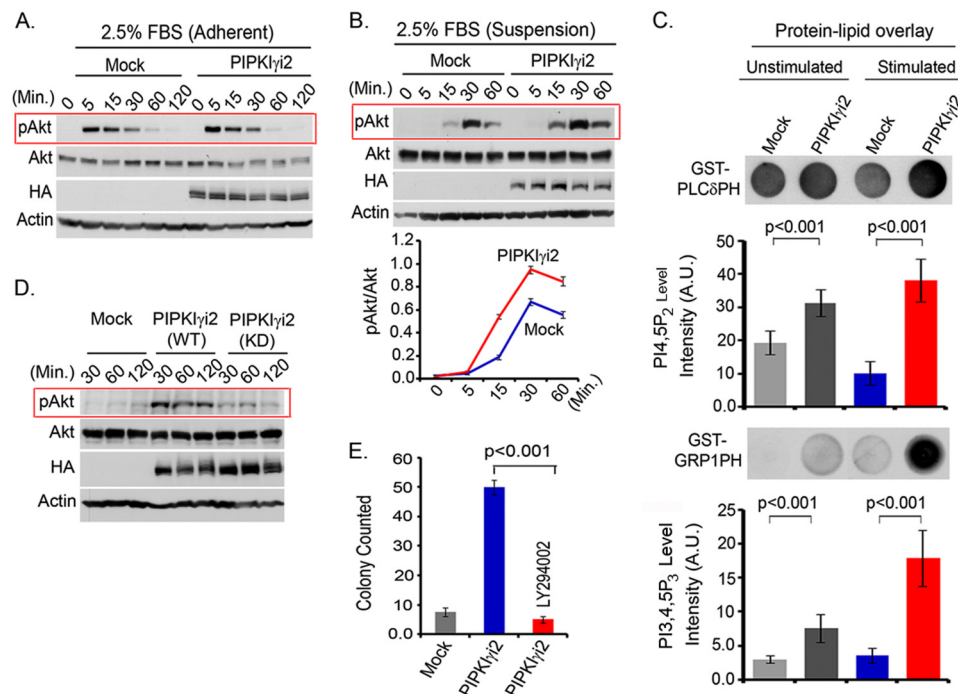 A.
2.5% FBS (Adherent)
Mock PIPKIγi2
(Min.) 0 5 15 30 60 120 0 5 15 30 60 120
pAkt
Akt
HA
Actin
B.
2.5% FBS (Suspension)
Mock PIPKIγi2
(Min.) 0 5 15 30 60 0 5 15 30 60
pAkt
Akt
HA
Actin
1.2
1.0
0.8
0.6
0.4
0.2
0.0
pAkt/Akt
PIPKIγi2
Mock
0 5 15 30 60 (Min.)
C.
Protein-lipid overlay
Unstimulated Stimulated
Mock PIPKIγi2 Mock PIPKIγi2
GST-
PLCδPH
p<0.001 p<0.001
50
40
30
20
10
0.0
PI4,5P2 Level
Intensity (A.U.)
GST-
GRP1PH
p<0.001 p<0.001
25
20
15
10
5
0.0
PI3,4,5P3 Level
Intensity (A.U.)
D.
Mock PIPKIγi2 PIPKIγi2
(WT) (KD)
(Min.) 30 60 120 30 60 120 30 60 120
pAkt
Akt
HA
Actin
E.
p<0.001
60
50
40
30
20
10
0.0
Colony Counted
LY294002
Mock PIPKIγi2 PIPKIγi2